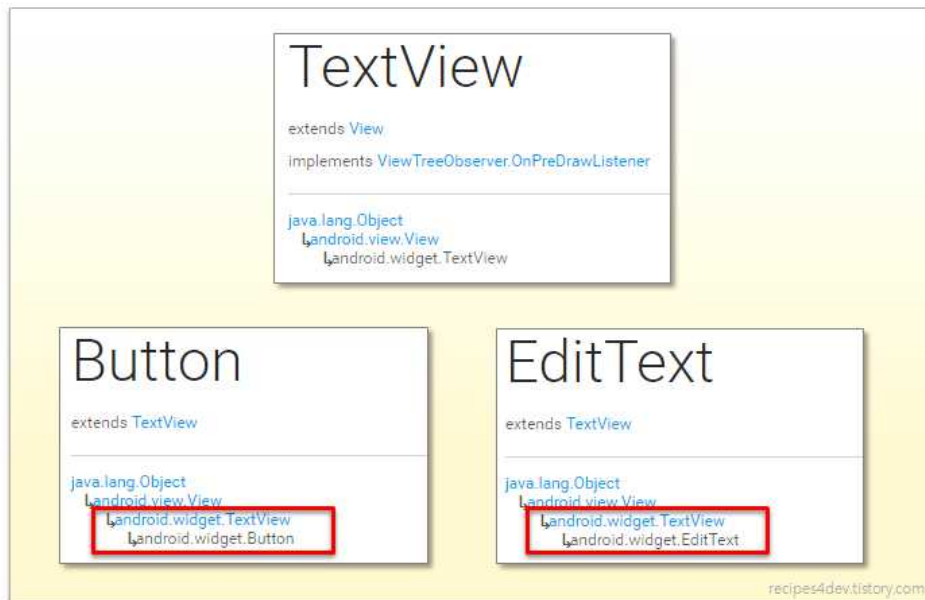 TextView
extends View
implements ViewTreeObserver.OnPreDrawListener
java.lang.Object
android.view.View
android.widget.TextView
Button
extends TextView
java.lang.Object
android.view.View
android.widget.TextView
android.widget.Button
EditText
extends TextView
java.lang.Object
android.view.View
android.widget.TextView
android.widget.EditText
recipes4dev.tistory.com